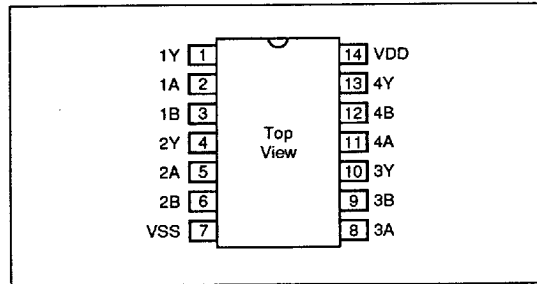 1Y 1 14 VDD
1A 2 13 4Y
1B 3 12 4B
2Y 4 Top View 11 4A
2A 5 10 3Y
2B 6 9 3B
VSS 7 8 3A